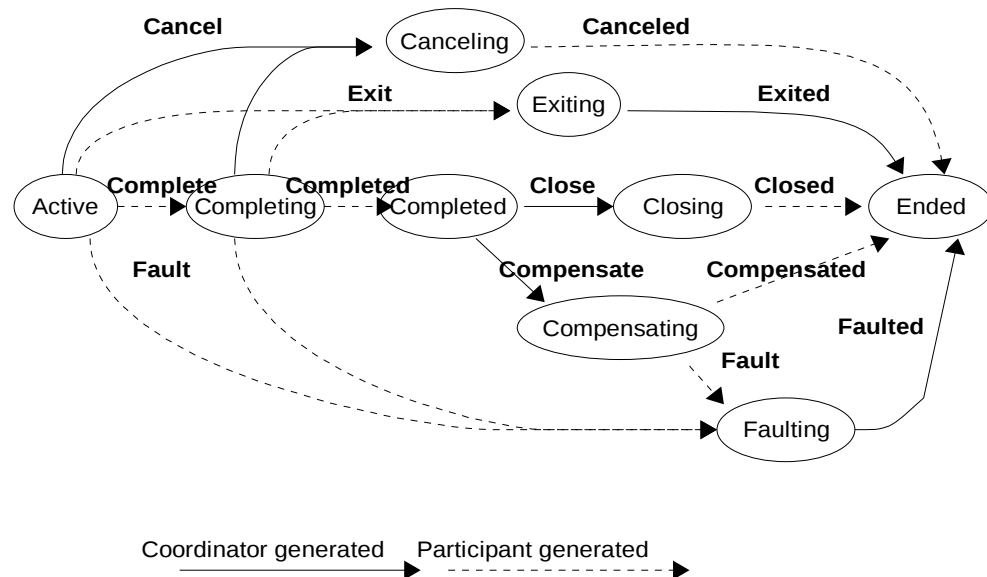 Cancel
Canceling
Canceled
Exit
Exiting
Exited
Active
Complete
Completing
Completed
Completed
Close
Closing
Closed
Ended
Fault
Compensate
Compensated
Compensating
Fault
Faulted
Faulting
Coordinator generated
Participant generated